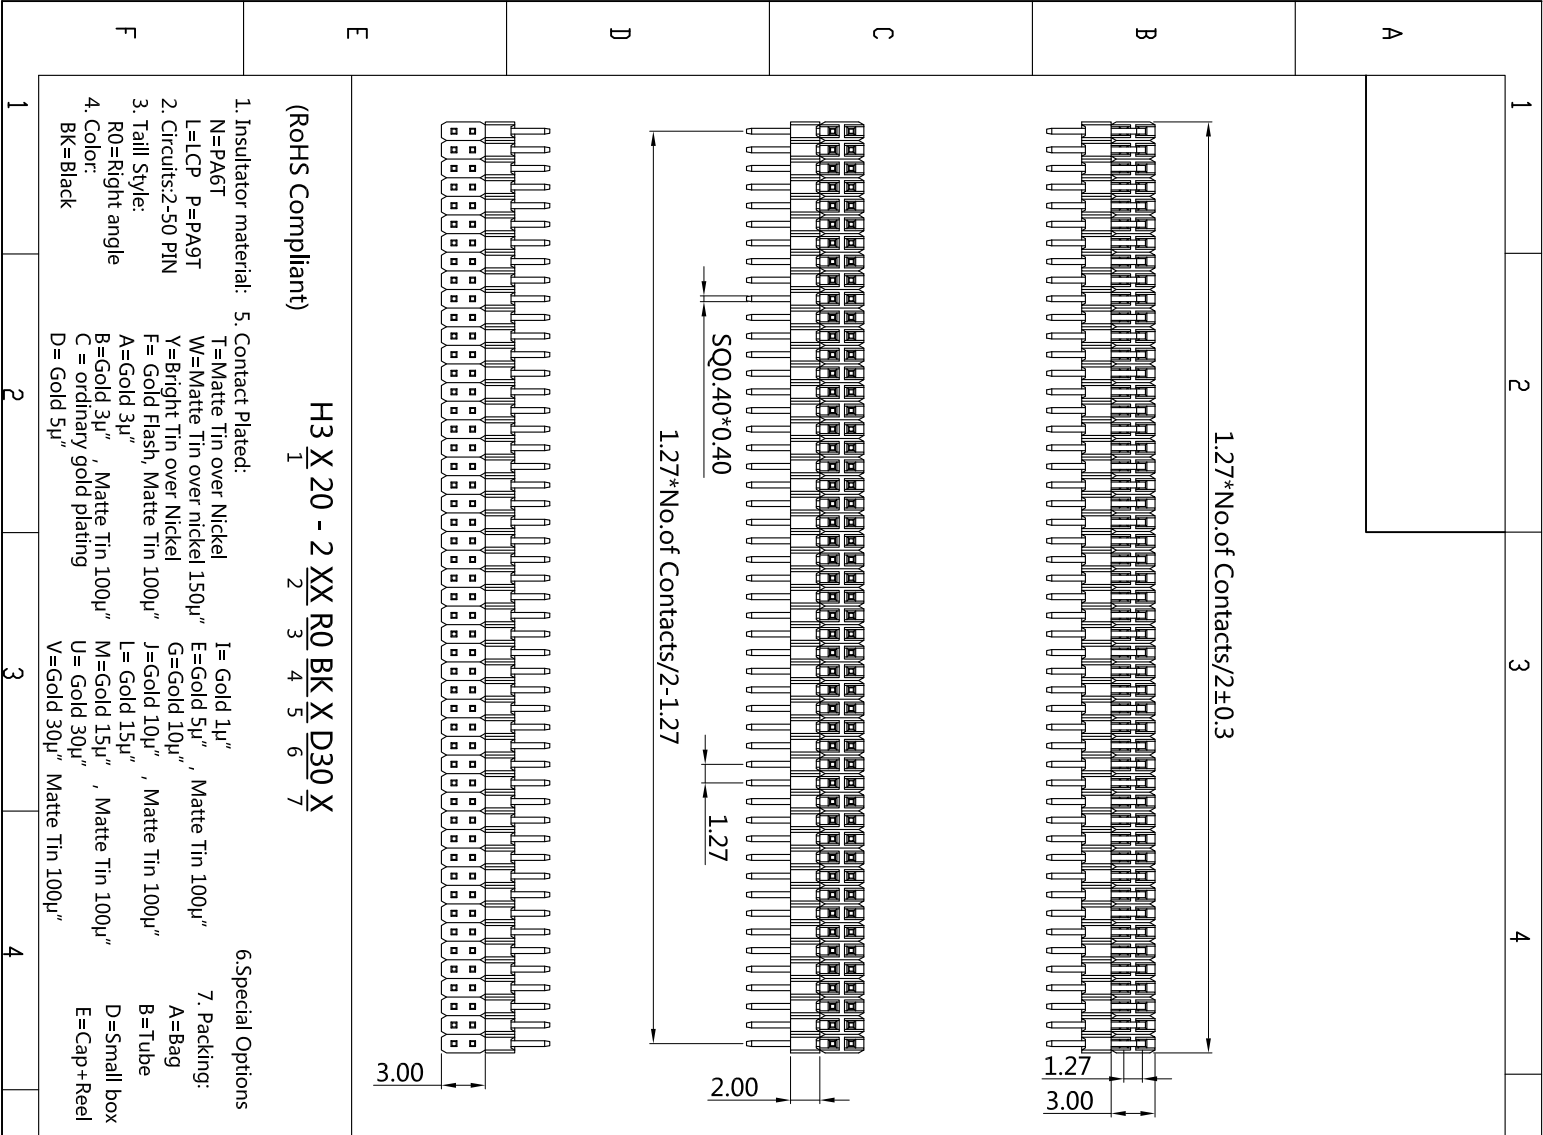 A
B
C
D
E
F
1
2
3
4
1
2
3
4
1.27*No.of Contacts/2±0.3
1.27
3.00
SQ0.40*0.40
1.27
1.27*No.of Contacts/2-1.27
2.00
3.00
H3 X 20 - 2 XX R0 BK X D30 X
1 2 3 4 5 6 7
(RoHS Compliant)
1. Insultator material:
N=PA6T
L=LCP P=PA9T
2. Circuits:2-50 PIN
3. Taill Style:
R0=Right angle
4. Color:
BK=Black
5. Contact Plated:
T=Matte Tin over Nickel
W=Matte Tin over nickel 150µ"
Y=Bright Tin over Nickel
F= Gold Flash, Matte Tin 100µ"
A=Gold 3µ"
B=Gold 3µ" , Matte Tin 100µ"
C = ordinary gold plating
D= Gold 5µ"
I= Gold 1µ"
E=Gold 5µ" , Matte Tin 100µ"
G=Gold 10µ"
J=Gold 10µ" , Matte Tin 100µ"
L= Gold 15µ"
M=Gold 15µ" , Matte Tin 100µ"
U= Gold 30µ"
V=Gold 30µ" Matte Tin 100µ"
6.Special Options
7. Packing:
A=Bag
B=Tube
D=Small box
E=Cap+Reel